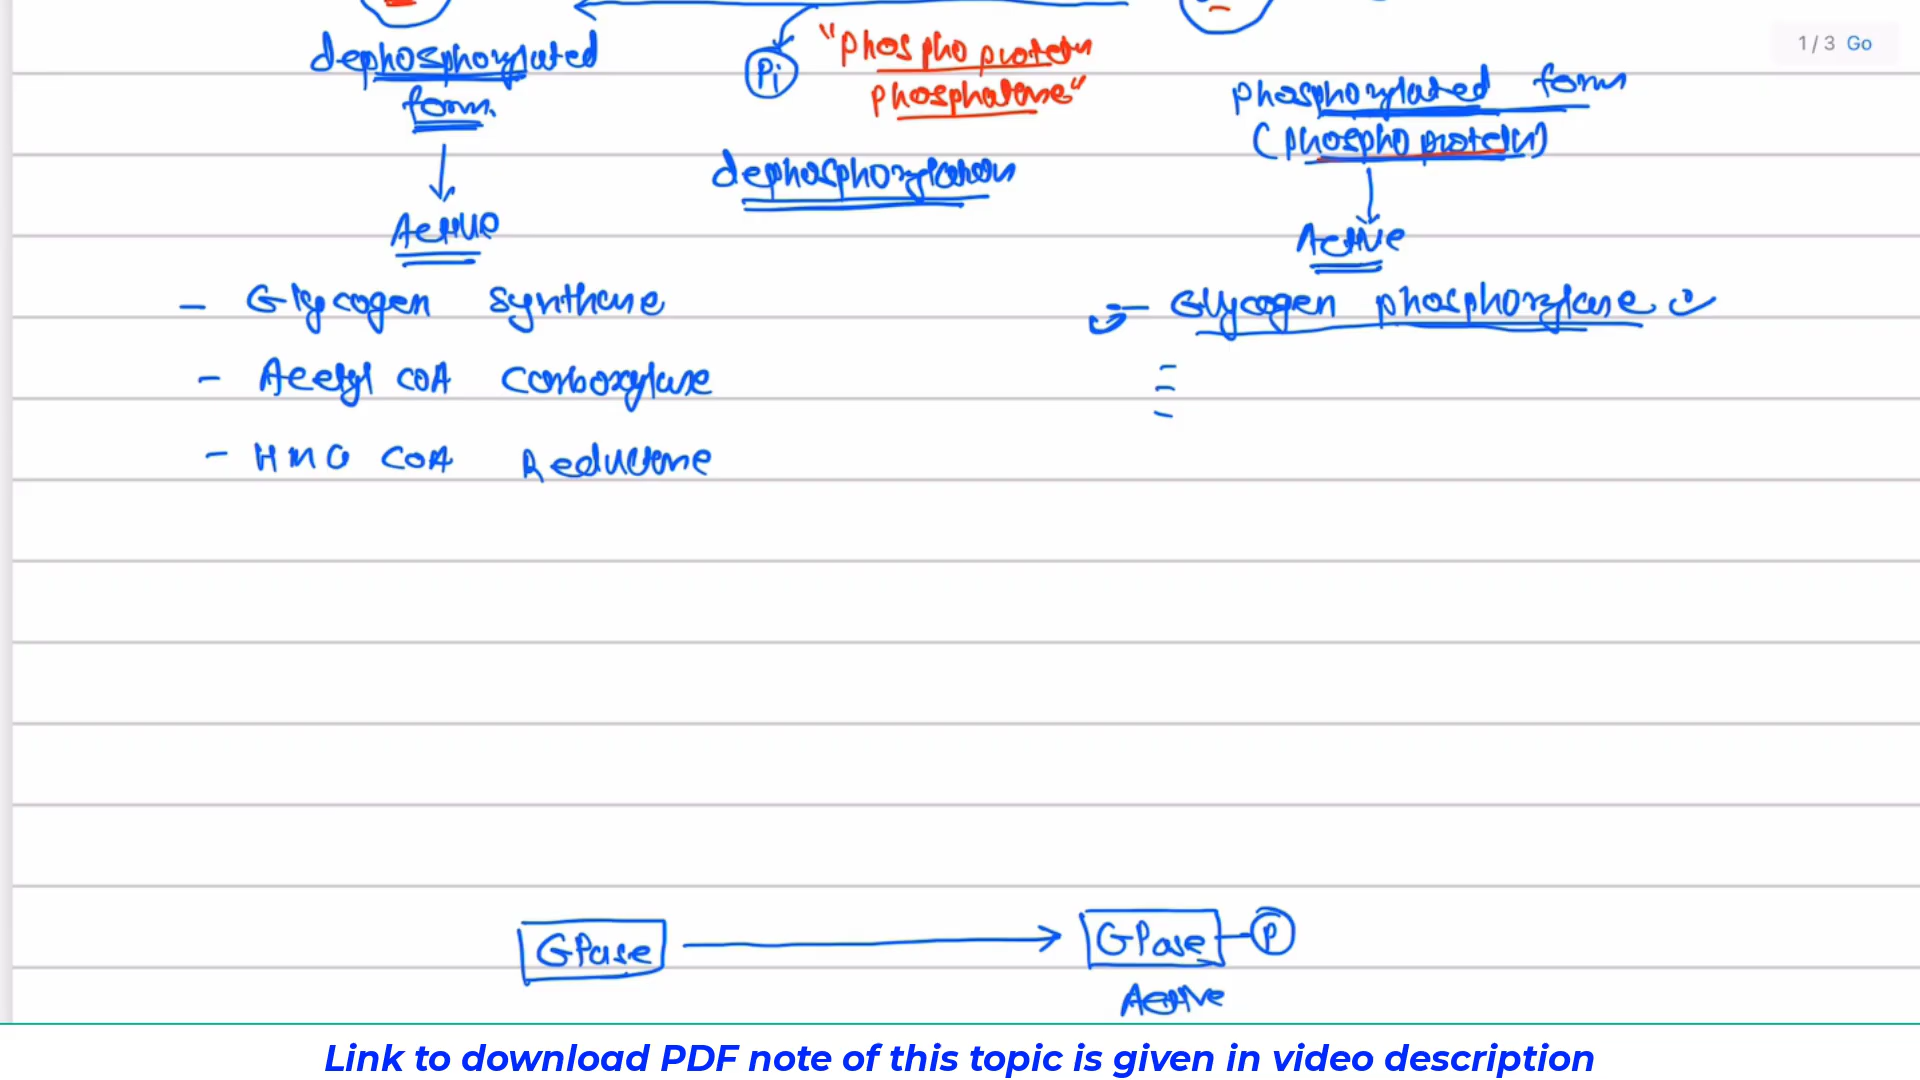 dephosphorylated
form.
Pi
"Phospho protein
phosphatase"
1 / 3 Go
phosphorylated form
(phospho protein)
dephosphorylation
Active
Active
- Glycogen synthase
- Glycogen phosphorylase
- Acetyl CoA Carboxylase
- HMG CoA Reductase
GPase
GPase
P
Active
Link to download PDF note of this topic is given in video description